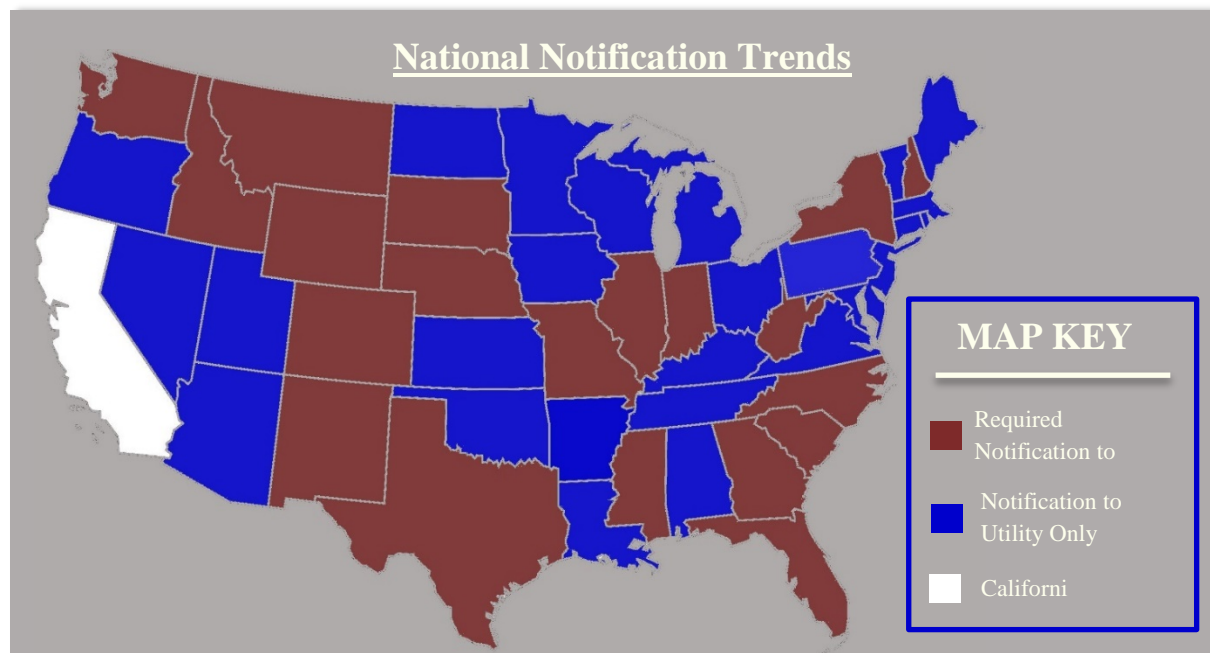 National Notification Trends
MAP KEY
Required
Notification to
Notification to
Utility Only
Californi